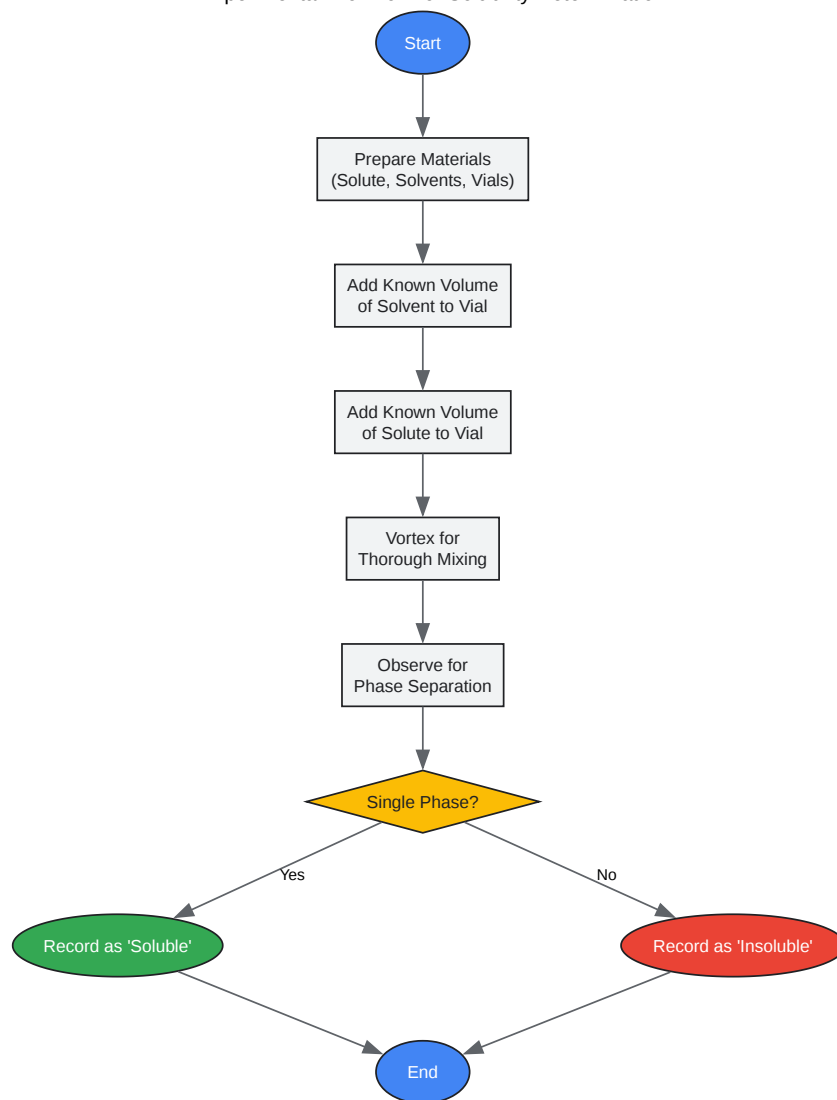 Start
Prepare Materials
(Solute, Solvents, Vials)
Add Known Volume
of Solvent to Vial
Add Known Volume
of Solute to Vial
Vortex for
Thorough Mixing
Observe for
Phase Separation
Single Phase?
Yes
No
Record as 'Soluble'
Record as 'Insoluble'
End